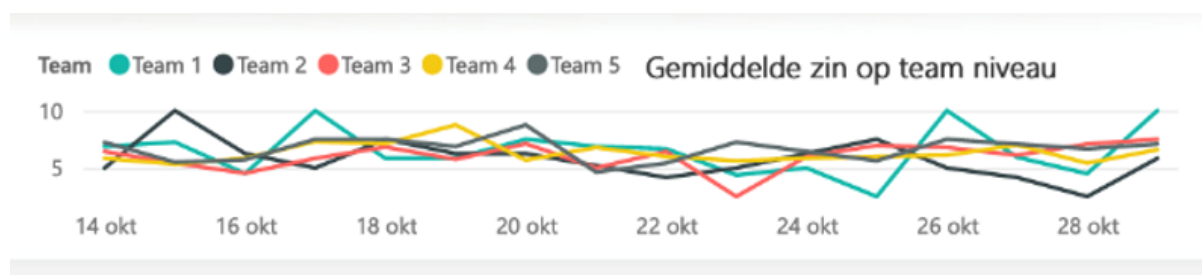 Team Team 1 Team 2 Team 3 Team 4 Team 5 Gemiddelde zin op team niveau
10
5
14 okt 16 okt 18 okt 20 okt 22 okt 24 okt 26 okt 28 okt